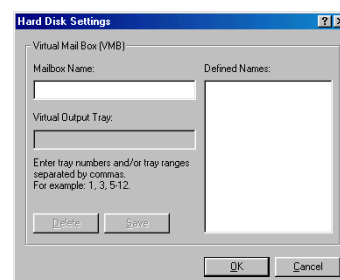 Hard Disk Settings
Virtual Mail Box (VMB)
Mailbox Name:
Defined Names:
Virtual Output Tray:
Enter tray numbers and/or tray ranges
separated by commas.
For example: 1, 3, 5-12.
Delete Save
OK Cancel